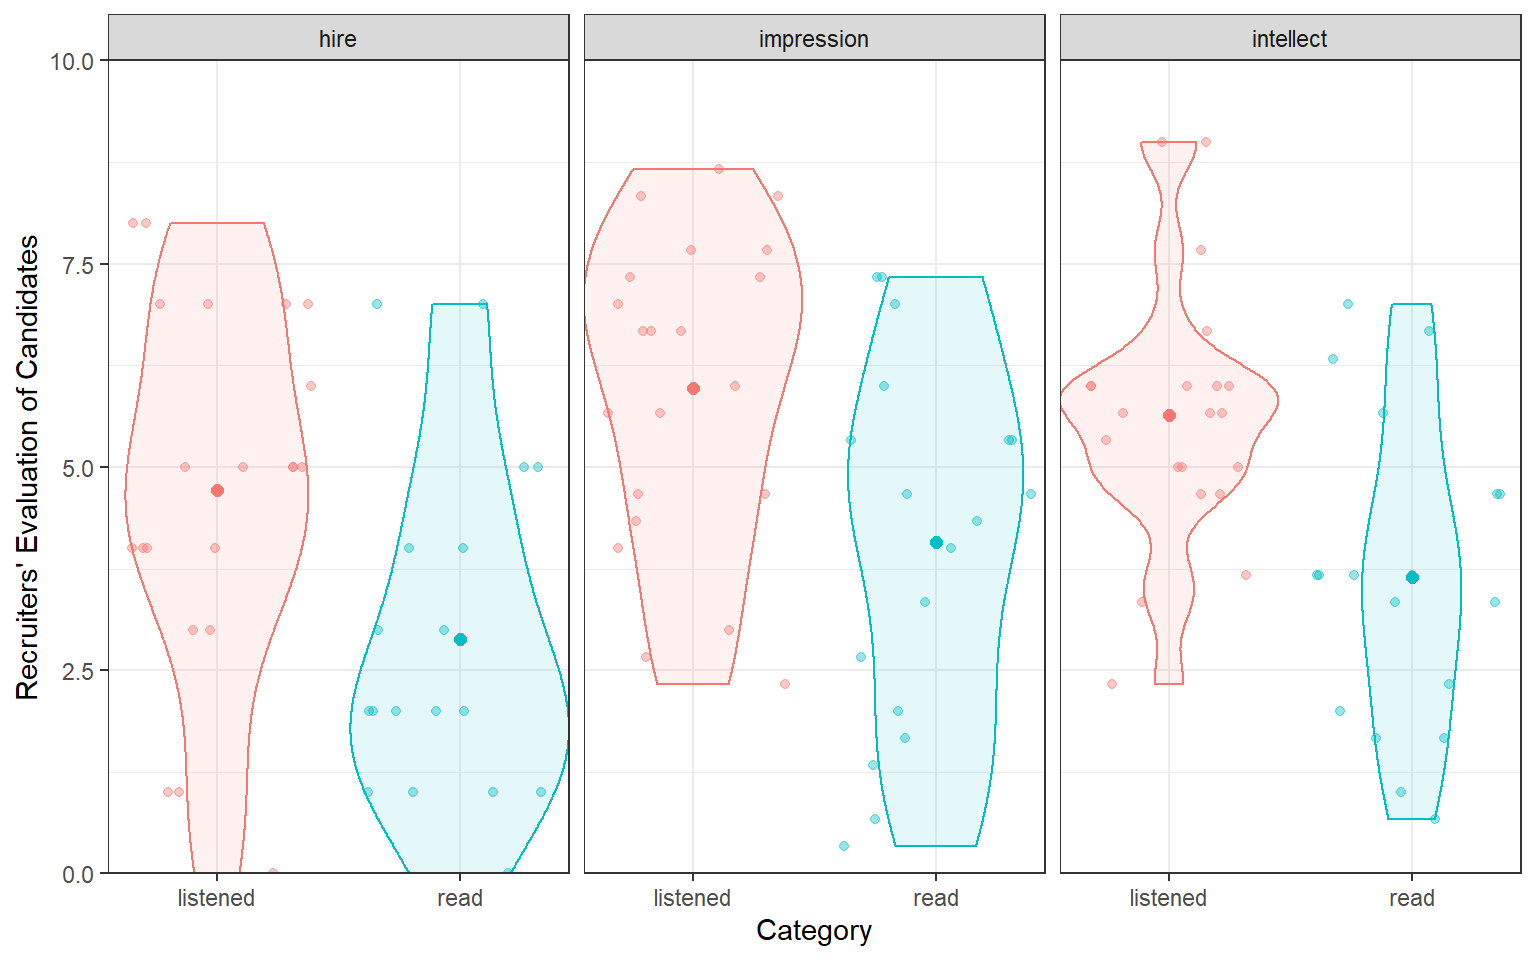 hire
impression
intellect
Recruiters' Evaluation of Candidates
10.0
7.5
5.0
2.5
0.0
listened
read
listened
read
listened
read
Category